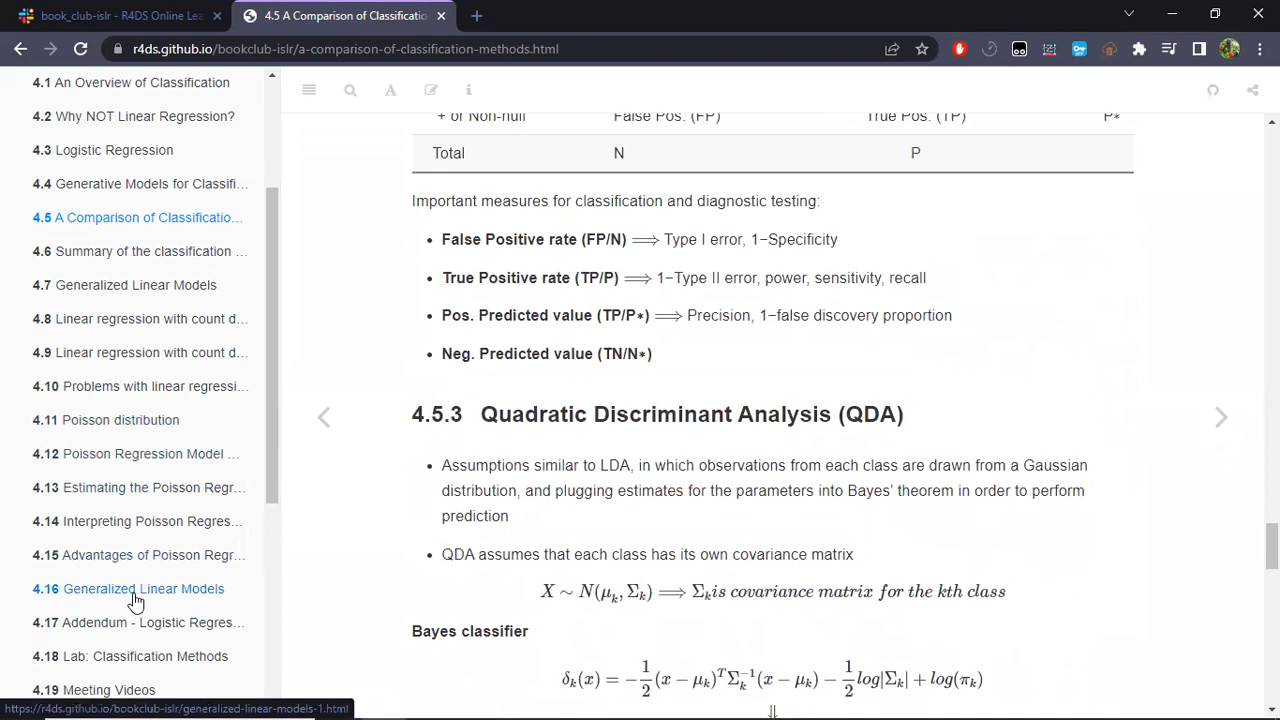 book_club-islr - R4DS Online Lea
4.5 A Comparison of Classificatio
r4ds.github.io/bookclub-islr/a-comparison-of-classification-methods.html
4.1 An Overview of Classification
4.2 Why NOT Linear Regression?
4.3 Logistic Regression
4.4 Generative Models for Classifi...
4.5 A Comparison of Classificatio...
4.6 Summary of the classification ...
4.7 Generalized Linear Models
4.8 Linear regression with count d...
4.9 Linear regression with count d...
4.10 Problems with linear regressi...
4.11 Poisson distribution
4.12 Poisson Regression Model ...
4.13 Estimating the Poisson Regr...
4.14 Interpreting Poisson Regres...
4.15 Advantages of Poisson Regr...
4.16 Generalized Linear Models
4.17 Addendum - Logistic Regres...
4.18 Lab: Classification Methods
4.19 Meeting Videos
https://r4ds.github.io/bookclub-islr/generalized-linear-models-1.html
+ or Non-null False Pos. (FP) True Pos. (TP) P*
Total N P
Important measures for classification and diagnostic testing:
• False Positive rate (FP/N) ⟹ Type I error, 1−Specificity
• True Positive rate (TP/P) ⟹ 1−Type II error, power, sensitivity, recall
• Pos. Predicted value (TP/P*) ⟹ Precision, 1−false discovery proportion
• Neg. Predicted value (TN/N*)
4.5.3 Quadratic Discriminant Analysis (QDA)
• Assumptions similar to LDA, in which observations from each class are drawn from a Gaussian
distribution, and plugging estimates for the parameters into Bayes' theorem in order to perform
prediction
• QDA assumes that each class has its own covariance matrix
X ∼ N(μₖ, Σₖ) ⟹ Σₖis covariance matrix for the kth class
Bayes classifier
δₖ(x) = −1/2(x − μₖ)ᵀΣₖ⁻¹(x − μₖ) − 1/2log|Σₖ| + log(πₖ)
⇓